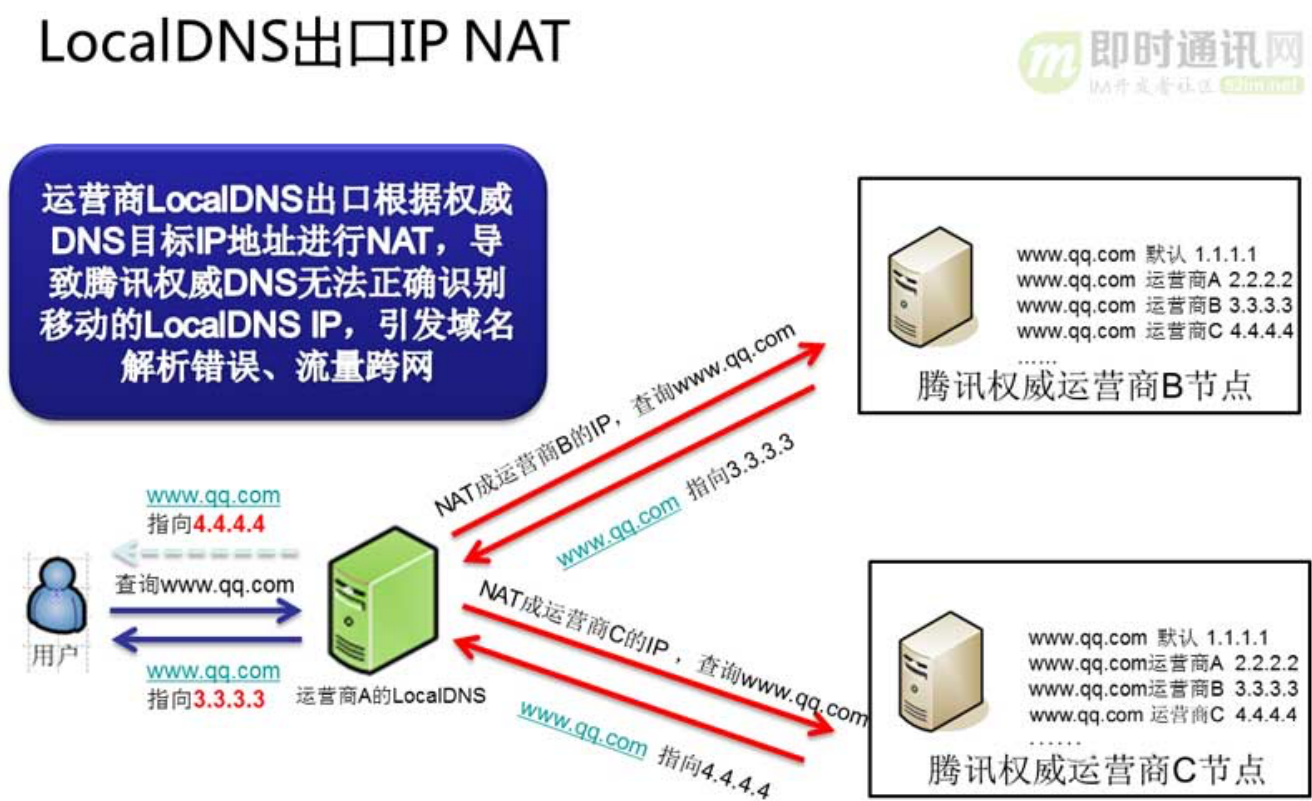 LocalDNS出口IP NAT
即时通讯网
IM开发者社区 52im.net
运营商LocalDNS出口根据权威
DNS目标IP地址进行NAT，导
致腾讯权威DNS无法正确识别
移动的LocalDNS IP，引发域名
解析错误、流量跨网
www.qq.com 默认 1.1.1.1
www.qq.com 运营商A 2.2.2.2
www.qq.com 运营商B 3.3.3.3
www.qq.com 运营商C 4.4.4.4
......
腾讯权威运营商B节点
NAT成运营商B的IP，查询www.qq.com
www.qq.com 指向3.3.3.3
www.qq.com
指向4.4.4.4
查询www.qq.com
用户
www.qq.com
指向3.3.3.3
运营商A的LocalDNS
NAT成运营商C的IP ，查询www.qq.com
www.qq.com 指向4.4.4.4
www.qq.com 默认 1.1.1.1
www.qq.com运营商A 2.2.2.2
www.qq.com运营商B 3.3.3.3
www.qq.com 运营商C 4.4.4.4
......
腾讯权威运营商C节点